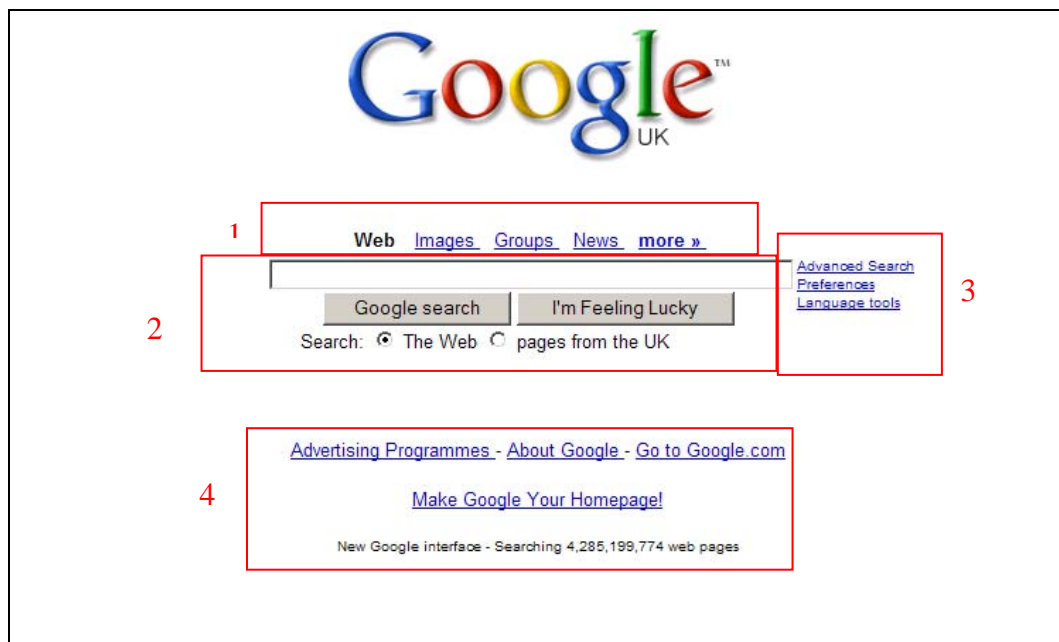 Google™
UK
1
Web Images Groups News more »
Advanced Search
Preferences
Language tools
3
2
Google search I'm Feeling Lucky
Search: The Web pages from the UK
Advertising Programmes - About Google - Go to Google.com
4
Make Google Your Homepage!
New Google interface - Searching 4,285,199,774 web pages